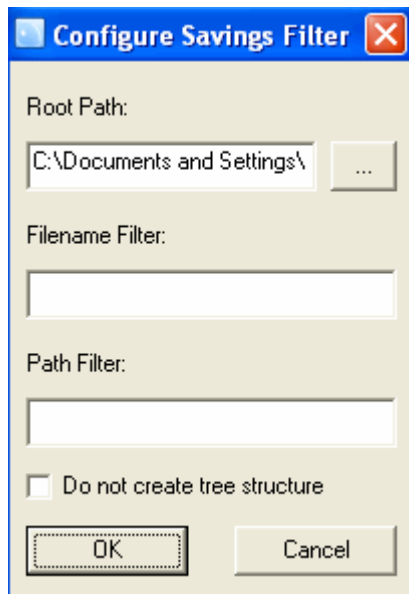 Configure Savings Filter
Root Path:
C:\Documents and Settings\ ...
Filename Filter:
Path Filter:
Do not create tree structure
OK Cancel